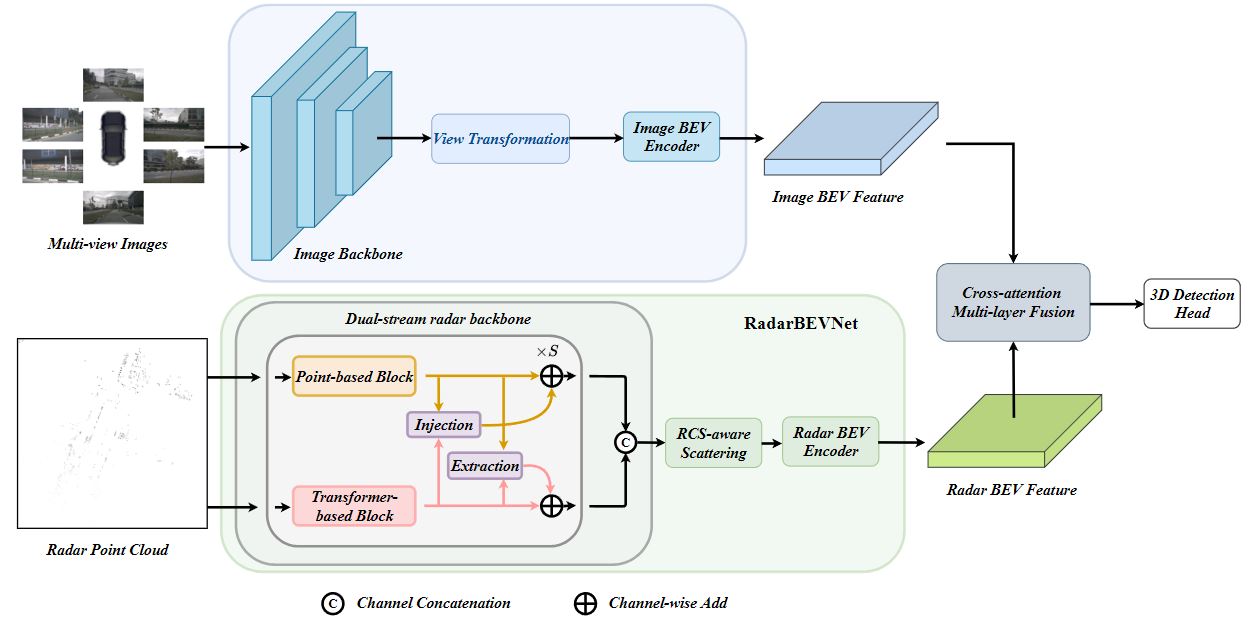 View Transformation
Image BEV
Encoder
Image BEV Feature
Multi-view Images
Image Backbone
Cross-attention
Multi-layer Fusion
3D Detection
Head
RadarBEVNet
Dual-stream radar backbone
×S
Point-based Block
Injection
Extraction
Transformer-
based Block
C
RCS-aware
Scattering
Radar BEV
Encoder
Radar BEV Feature
Radar Point Cloud
C Channel Concatenation
Channel-wise Add